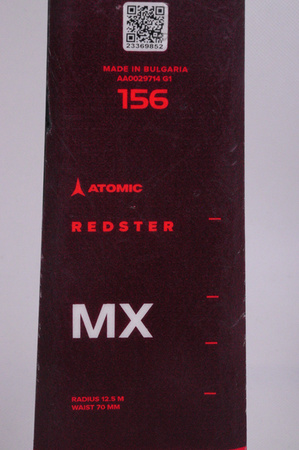 23369852
MADE IN BULGARIA
AA0029714 G1
156
ATOMIC
REDSTER
MX
RADIUS 12.5 M
WAIST 70 MM